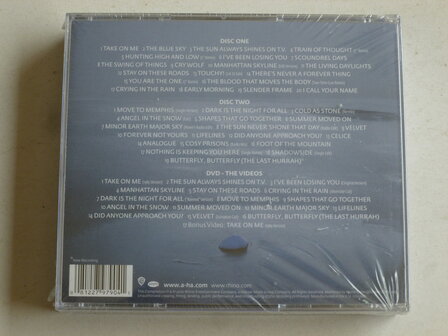 DISC ONE
1 TAKE ON ME 2 THE BLUE SKY 3 THE SUN ALWAYS SHINES ON T.V. 4 TRAIN OF THOUGHT
5 HUNTING HIGH AND LOW 6 I'VE BEEN LOSING YOU 7 SCOUNDREL DAYS
8 THE SWING OF THINGS 9 CRY WOLF 10 MANHATTAN SKYLINE 11 THE LIVING DAYLIGHTS
12 STAY ON THESE ROADS 13 TOUCHY! 14 THERE'S NEVER A FOREVER THING
15 YOU ARE THE ONE 16 THE BLOOD THAT MOVES THE BODY
17 CRYING IN THE RAIN 18 EARLY MORNING 19 SLENDER FRAME 20 I CALL YOUR NAME
DISC TWO
1 MOVE TO MEMPHIS 2 DARK IS THE NIGHT FOR ALL 3 COLD AS STONE
4 ANGEL IN THE SNOW 5 SHAPES THAT GO TOGETHER 6 SUMMER MOVED ON
7 MINOR EARTH MAJOR SKY 8 THE SUN NEVER SHONE THAT DAY 9 VELVET
10 FOREVER NOT YOURS 11 LIFELINES 12 DID ANYONE APPROACH YOU? 13 CELICE
14 ANALOGUE 15 COSY PRISONS 16 FOOT OF THE MOUNTAIN
17 NOTHING IS KEEPING YOU HERE 18 SHADOWSIDE
19 BUTTERFLY, BUTTERFLY (THE LAST HURRAH)
DVD - THE VIDEOS
1 TAKE ON ME 2 THE SUN ALWAYS SHINES ON T.V. 3 I'VE BEEN LOSING YOU
4 MANHATTAN SKYLINE 5 STAY ON THESE ROADS 6 CRYING IN THE RAIN
7 DARK IS THE NIGHT FOR ALL 8 MOVE TO MEMPHIS 9 SHAPES THAT GO TOGETHER
10 ANGEL IN THE SNOW 11 SUMMER MOVED ON 12 MINOR EARTH MAJOR SKY 13 LIFELINES
14 DID ANYONE APPROACH YOU? 15 VELVET 16 BUTTERFLY, BUTTERFLY (THE LAST HURRAH)
17 Bonus Video: TAKE ON ME
www.a-ha.com www.rhino.com
0 81227 97904